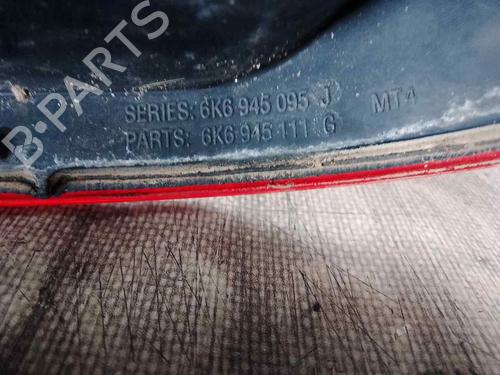 SERIES: 6K6 945 095 J MT4
PARTS: 6K6 945 111 G
B-PARTS